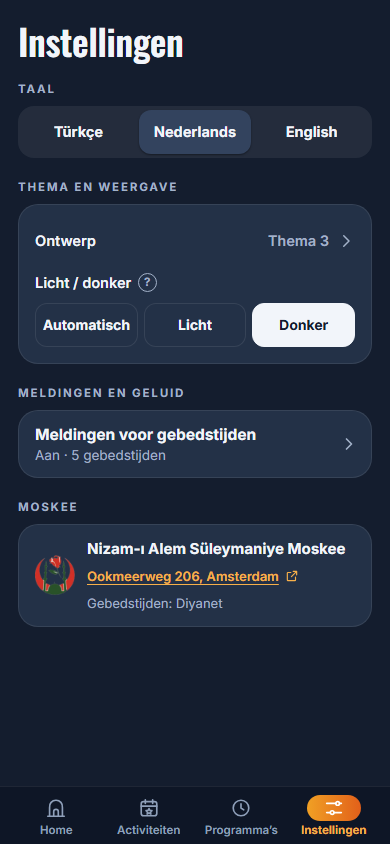 Instellingen
TAAL
Türkçe
Nederlands
English
THEMA EN WEERGAVE
Ontwerp
Thema 3
Licht / donker ?
Automatisch
Licht
Donker
MELDINGEN EN GELUID
Meldingen voor gebedstijden
Aan · 5 gebedstijden
MOSKEE
Nizam-ı Alem Süleymaniye Moskee
Ookmeerweg 206, Amsterdam
Gebedstijden: Diyanet
Home
Activiteiten
Programma's
Instellingen